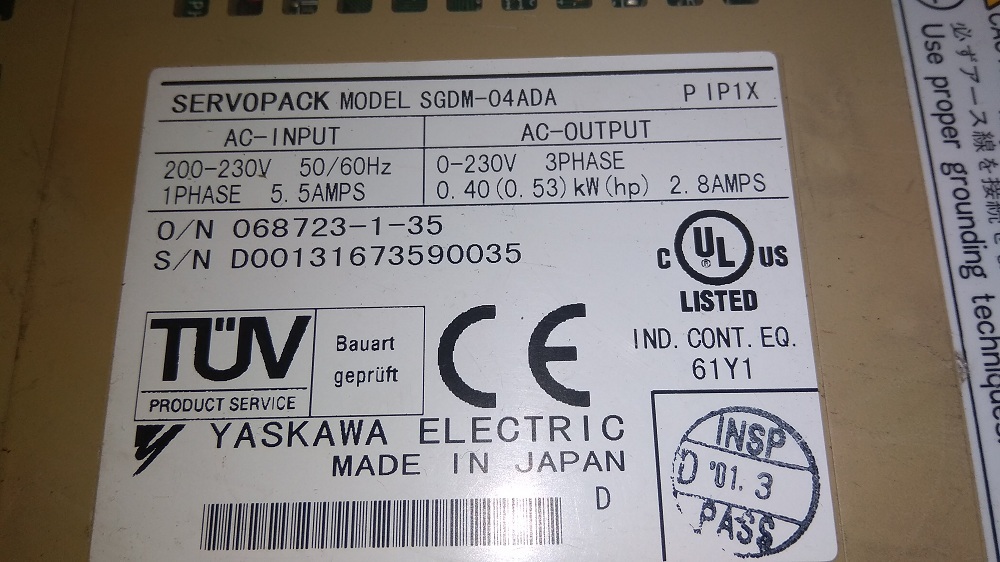 SERVOPACK MODEL SGDM-04ADA P IP1X
AC-INPUT AC-OUTPUT
200-230V 50/60Hz 0-230V 3PHASE
1PHASE 5.5AMPS 0.40(0.53)kW(hp) 2.8AMPS
O/N 068723-1-35
S/N D00131673590035
C UL ® US
LISTED
IND. CONT. EQ.
61Y1
TÜV
PRODUCT SERVICE
Bauart
geprüft
CE
YASKAWA ELECTRIC
MADE IN JAPAN
D
INSP
D '01. 3
PASS
必ずアース線を接続
Use proper grounding techniques